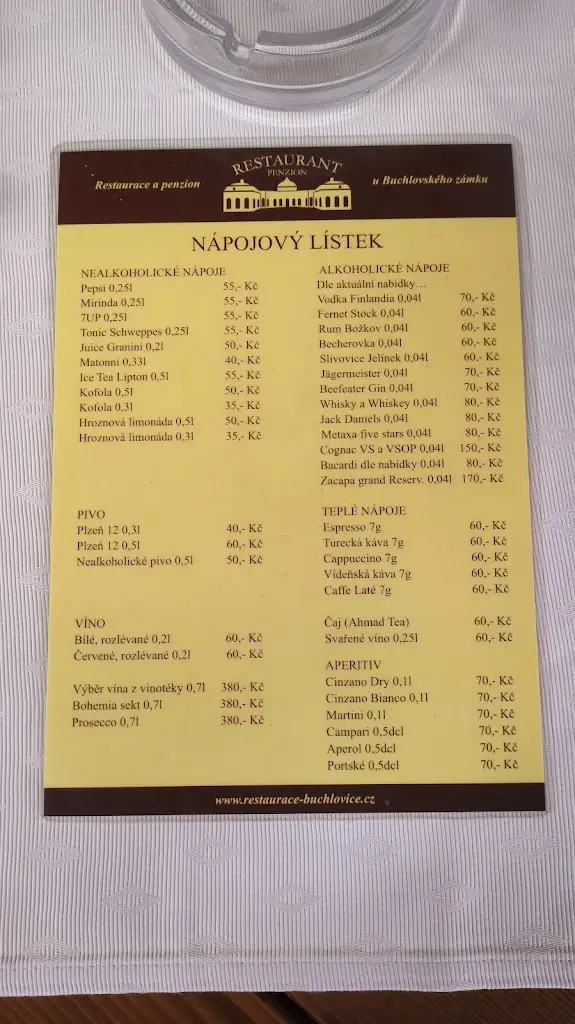 RESTAURANT
PENZION
Restaurace a penzion
u Buchlovského zámku
NÁPOJOVÝ LÍSTEK
NEALKOHOLICKÉ NÁPOJE
Pepsi 0,25l 55,- Kč
Mirinda 0,25l 55,- Kč
7UP 0,25l 55,- Kč
Tonic Schweppes 0,25l 55,- Kč
Juice Granini 0,2l 50,- Kč
Matonni 0,33l 40,- Kč
Ice Tea Lipton 0,5l 55,- Kč
Kofola 0,5l 50,- Kč
Kofola 0,3l 35,- Kč
Hroznová limonáda 0,5l 50,- Kč
Hroznová limonáda 0,3l 35,- Kč
PIVO
Plzeň 12 0,3l 40,- Kč
Plzeň 12 0,5l 60,- Kč
Nealkoholické pivo 0,5l 50,- Kč
VÍNO
Bílé, rozlévané 0,2l 60,- Kč
Červené, rozlévané 0,2l 60,- Kč
Výběr vína z vinotéky 0,7l 380,- Kč
Bohemia sekt 0,7l 380,- Kč
Prosecco 0,7l 380,- Kč
ALKOHOLICKÉ NÁPOJE
Dle aktuální nabídky…
Vodka Finlandia 0,04l 70,- Kč
Fernet Stock 0,04l 60,- Kč
Rum Božkov 0,04l 60,- Kč
Becherovka 0,04l 60,- Kč
Slivovice Jelínek 0,04l 60,- Kč
Jägermeister 0,04l 70,- Kč
Beefeater Gin 0,04l 70,- Kč
Whisky a Whiskey 0,04l 80,- Kč
Jack Daniels 0,04l 80,- Kč
Metaxa five stars 0,04l 80,- Kč
Cognac VS a VSOP 0,04l 150,- Kč
Bacardi dle nabídky 0,04l 80,- Kč
Zacapa grand Reserv. 0,04l 170,- Kč
TEPLÉ NÁPOJE
Espresso 7g 60,- Kč
Turecká káva 7g 60,- Kč
Cappuccino 7g 60,- Kč
Vídeňská káva 7g 60,- Kč
Caffe Laté 7g 60,- Kč
Čaj (Ahmad Tea) 60,- Kč
Svařené víno 0,25l 60,- Kč
APERITIV
Cinzano Dry 0,1l 70,- Kč
Cinzano Bianco 0,1l 70,- Kč
Martini 0,1l 70,- Kč
Campari 0,5dcl 70,- Kč
Aperol 0,5dcl 70,- Kč
Portské 0,5dcl 70,- Kč
www.restaurace-buchlovice.cz